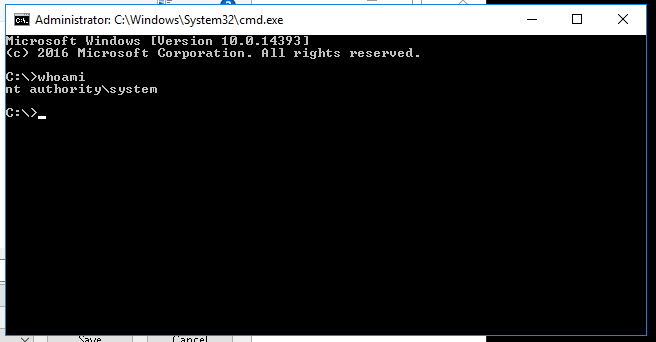 Administrator: C:\Windows\System32\cmd.exe
Microsoft Windows [Version 10.0.14393]
(c) 2016 Microsoft Corporation. All rights reserved.
C:\>whoami
nt authority\system
C:\>
Save Cancel